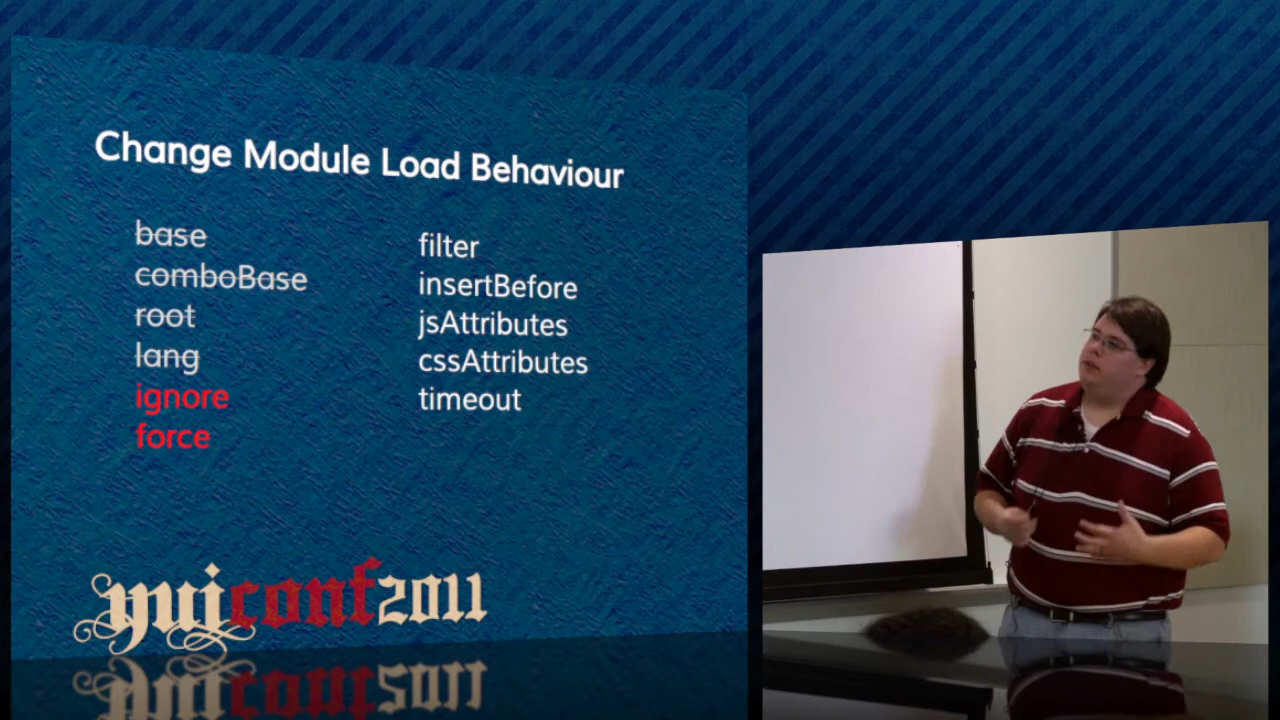 Change Module Load Behaviour
base
comboBase
root
lang
ignore
force
filter
insertBefore
jsAttributes
cssAttributes
timeout
yuiconf2011